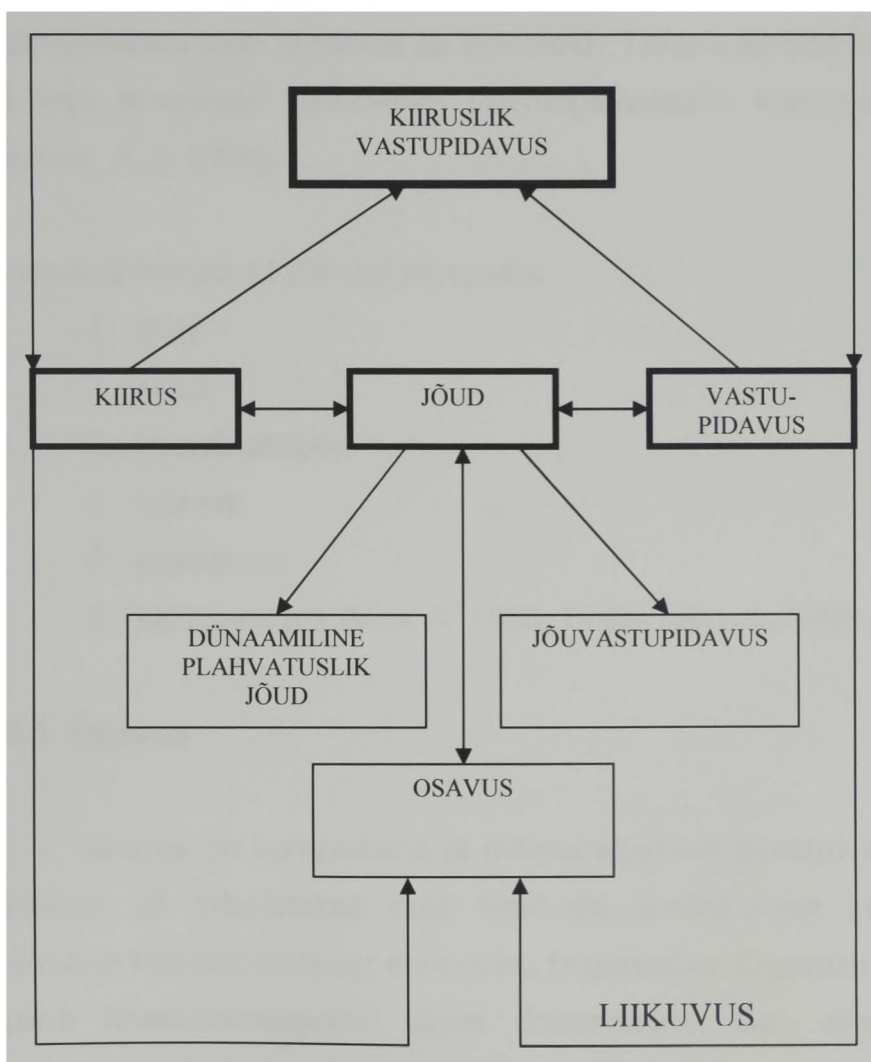 KIIRUSLIK
VASTUPIDAVUS
KIIRUS
JÕUD
VASTU-
PIDAVUS
DÜNAAMILINE
PLAHVATUSLIK
JÕUD
JÕUVASTUPIDAVUS
OSAVUS
LIIKUVUS